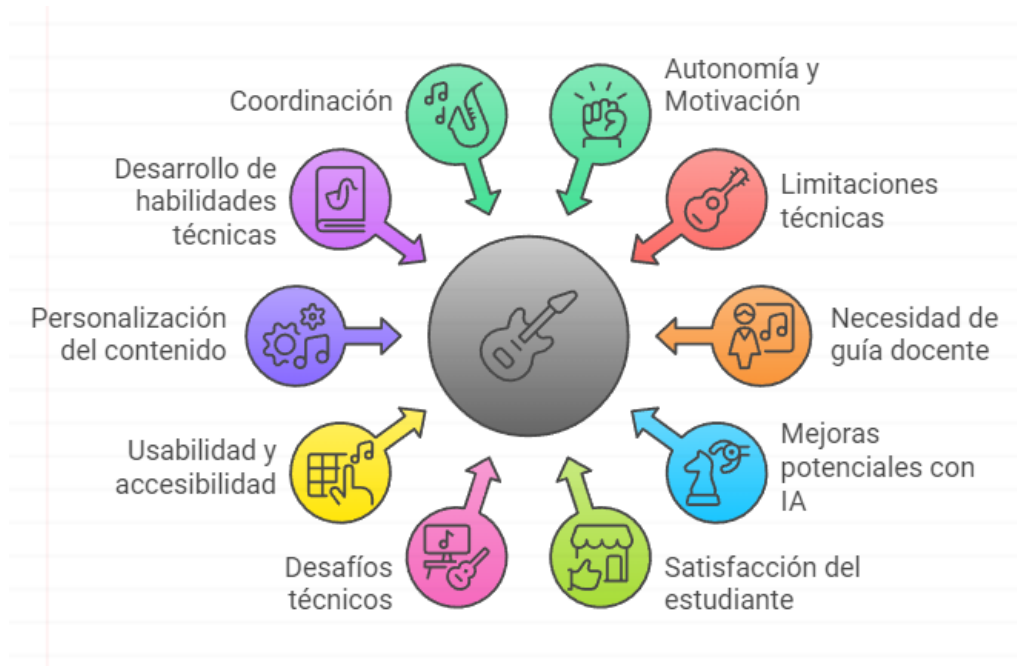 Coordinación
Autonomía y
Motivación
Desarrollo de
habilidades
técnicas
Limitaciones
técnicas
Personalización
del contenido
Necesidad de
guía docente
Usabilidad y
accesibilidad
Mejoras
potenciales con
IA
Desafíos
técnicos
Satisfacción del
estudiante